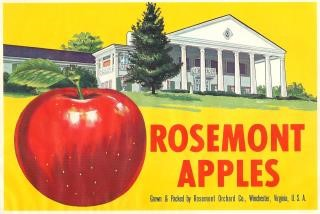 ROSEMONT
APPLES
Grown & Packed by Rosemont Orchard Co., Winchester, Virginia, U. S. A.